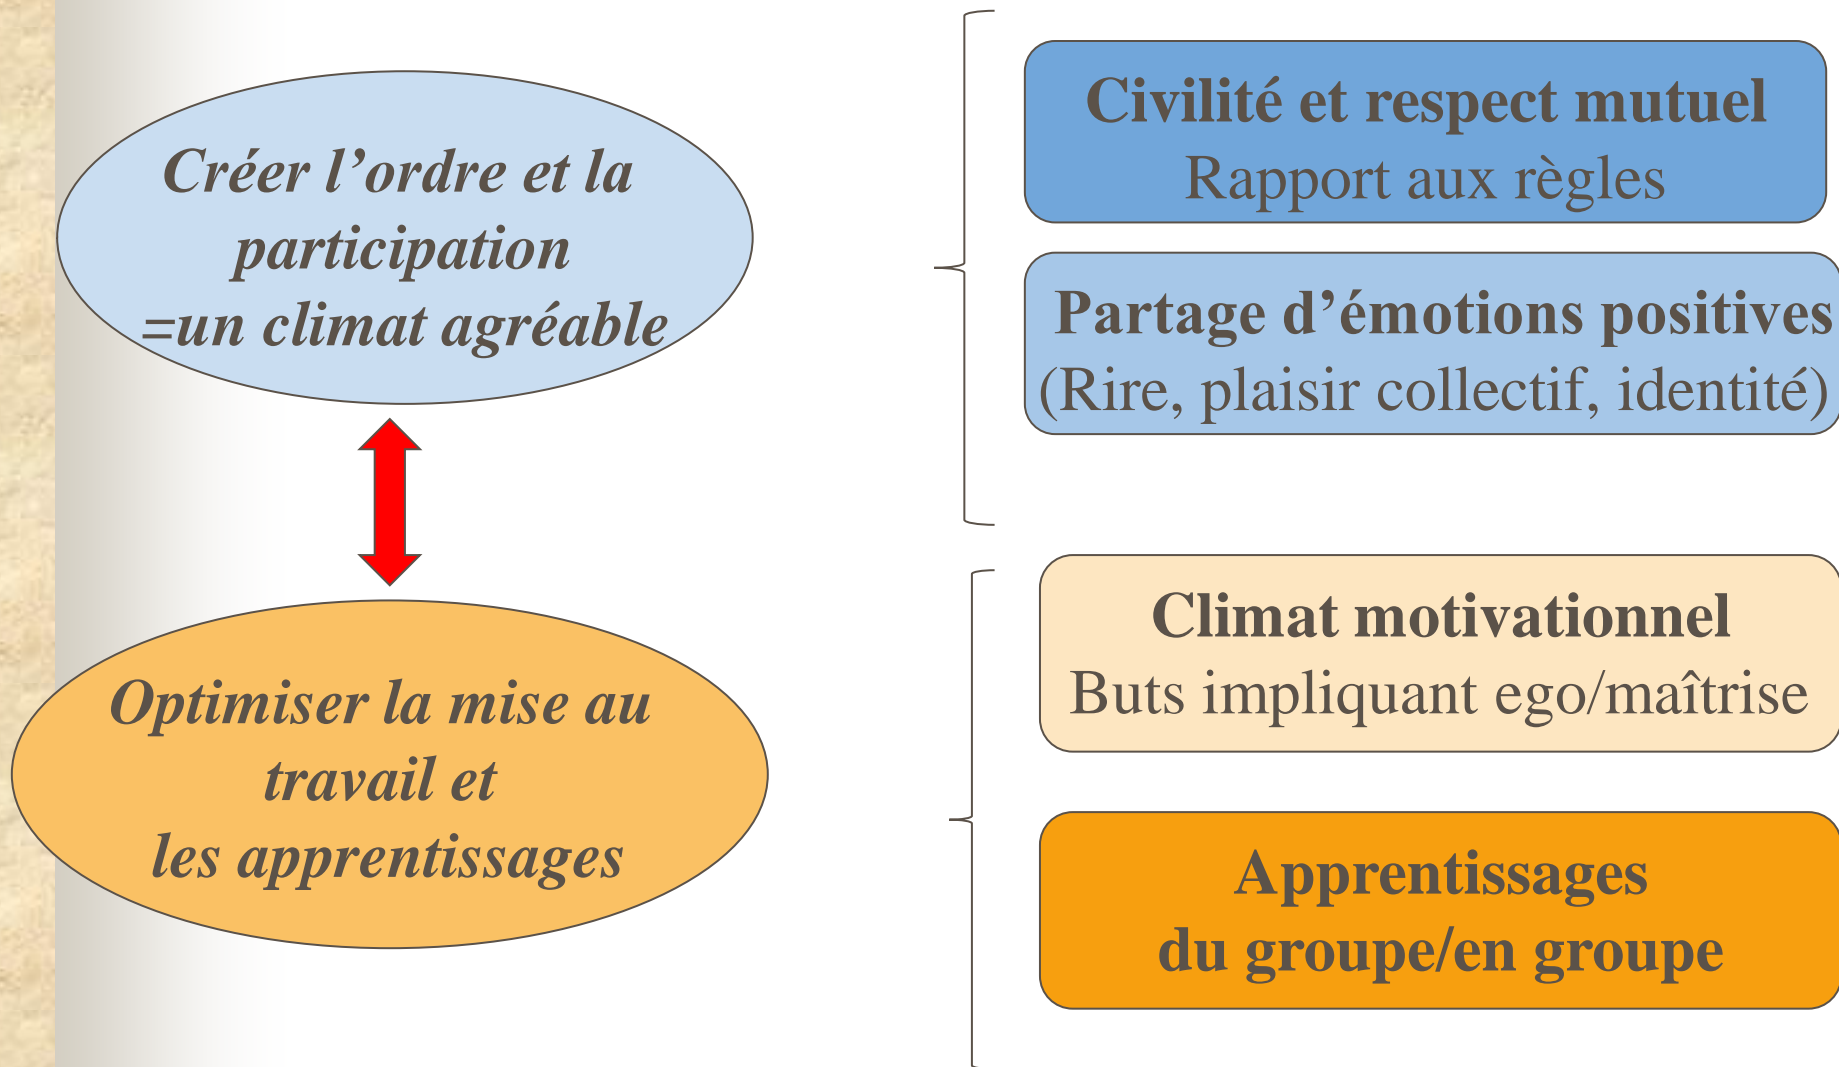 Créer l’ordre et la
participation
=un climat agréable
Civilité et respect mutuel
Rapport aux règles
Partage d’émotions positives
(Rire, plaisir collectif, identité)
Optimiser la mise au
travail et
les apprentissages
Climat motivationnel
Buts impliquant ego/maîtrise
Apprentissages
du groupe/en groupe